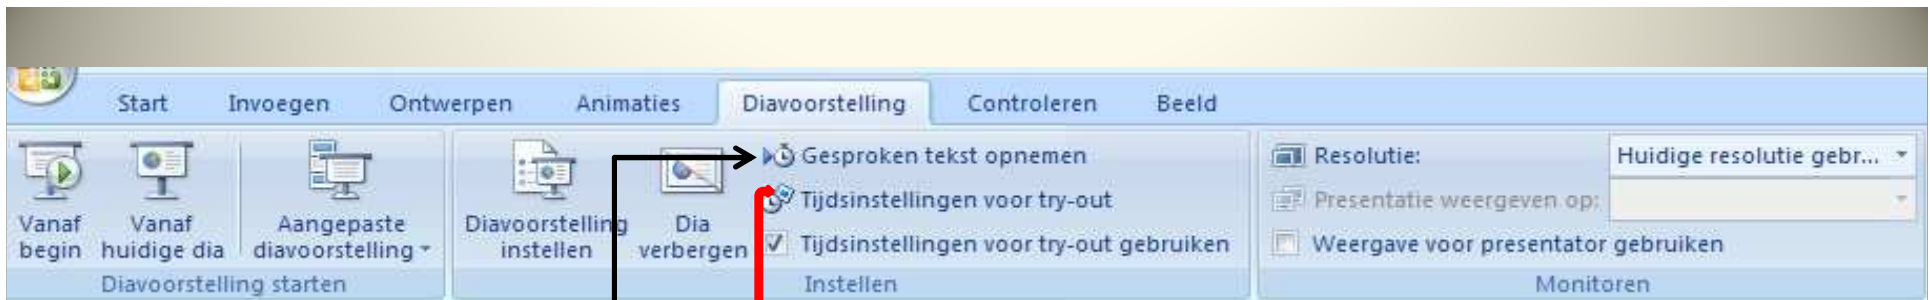 Start Invoegen Ontwerpen Animaties Diavoorstelling Controleren Beeld
Vanaf begin
Vanaf huidige dia
Aangepaste diavoorstelling
Diavoorstelling starten
Diavoorstelling instellen
Dia verbergen
Gesproken tekst opnemen
Tijdsinstellingen voor try-out
Tijdsinstellingen voor try-out gebruiken
Instellen
Resolutie: Huidige resolutie gebr...
Presentatie weergeven op:
Weergave voor presentator gebruiken
Monitoren